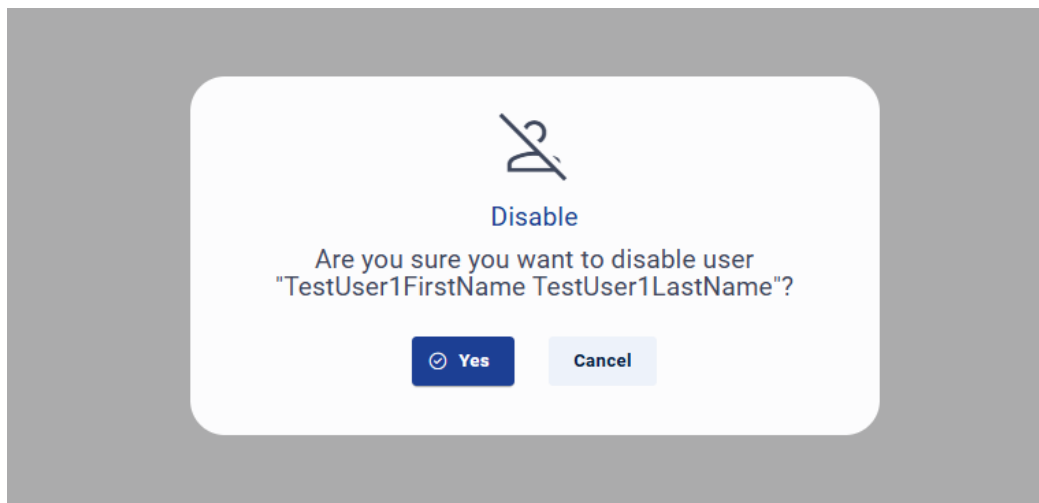 Disable
Are you sure you want to disable user
"TestUser1FirstName TestUser1LastName"?
Yes
Cancel